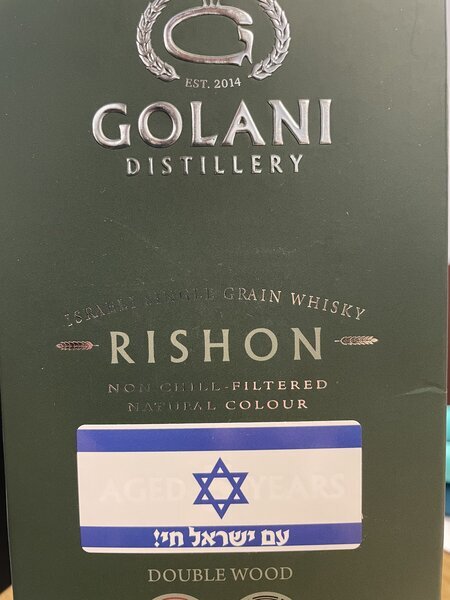 EST. 2014
GOLANI
DISTILLERY
ISRAELI SINGLE GRAIN WHISKY
RISHON
NON CHILL-FILTERED
NATURAL COLOUR
AGED YEARS
עם ישראל חי!
DOUBLE WOOD